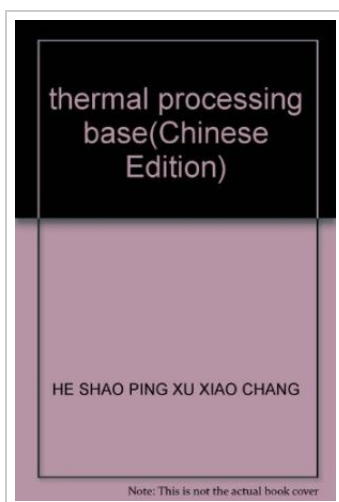 thermal processing
base(Chinese
Edition)
HE SHAO PING XU XIAO CHANG
Note: This is not the actual book cover